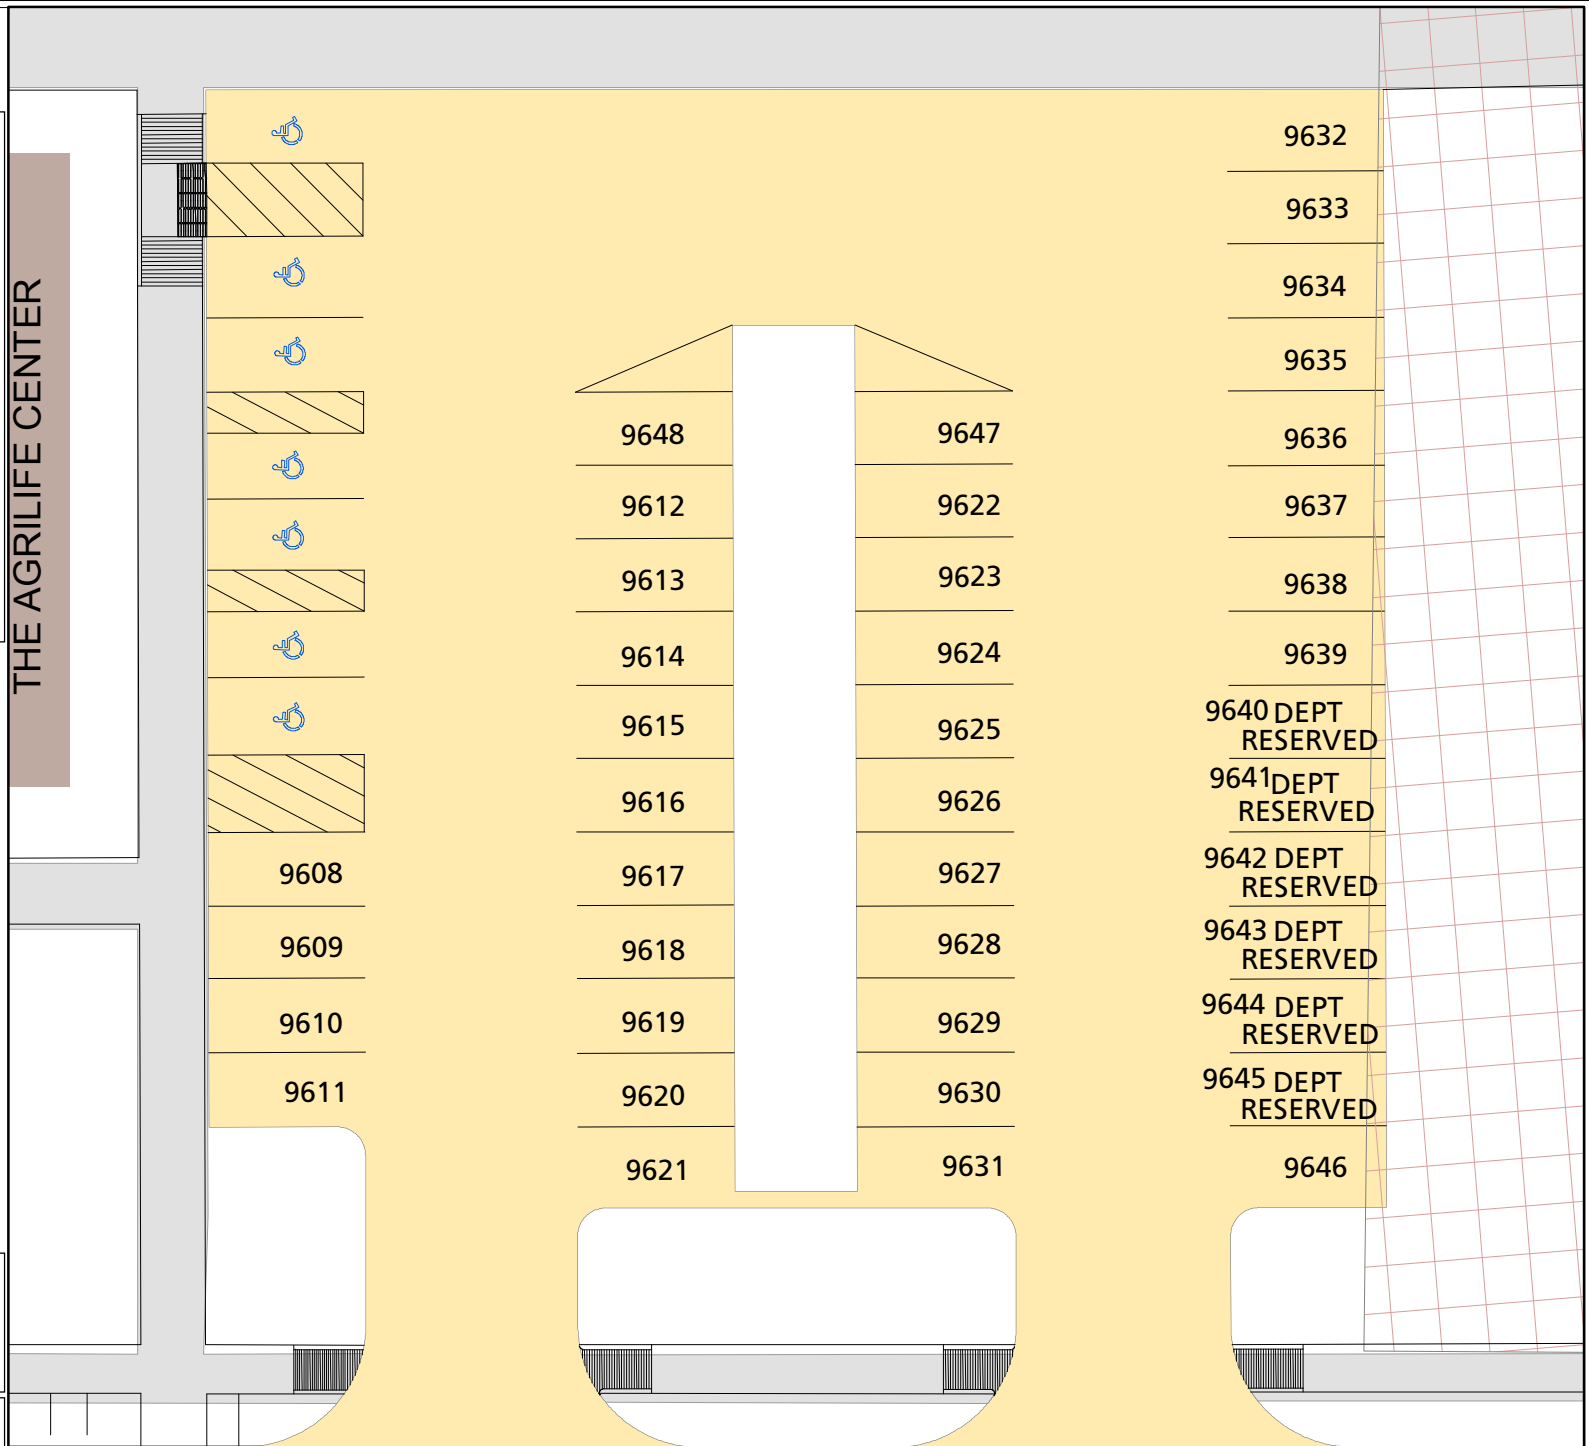 THE AGRILIFE CENTER
9608
9609
9610
9611
9648
9612
9613
9614
9615
9616
9617
9618
9619
9620
9621
9647
9622
9623
9624
9625
9626
9627
9628
9629
9630
9631
9632
9633
9634
9635
9636
9637
9638
9639
9640 DEPT
RESERVED
9641 DEPT
RESERVED
9642 DEPT
RESERVED
9643 DEPT
RESERVED
9644 DEPT
RESERVED
9645 DEPT
RESERVED
9646